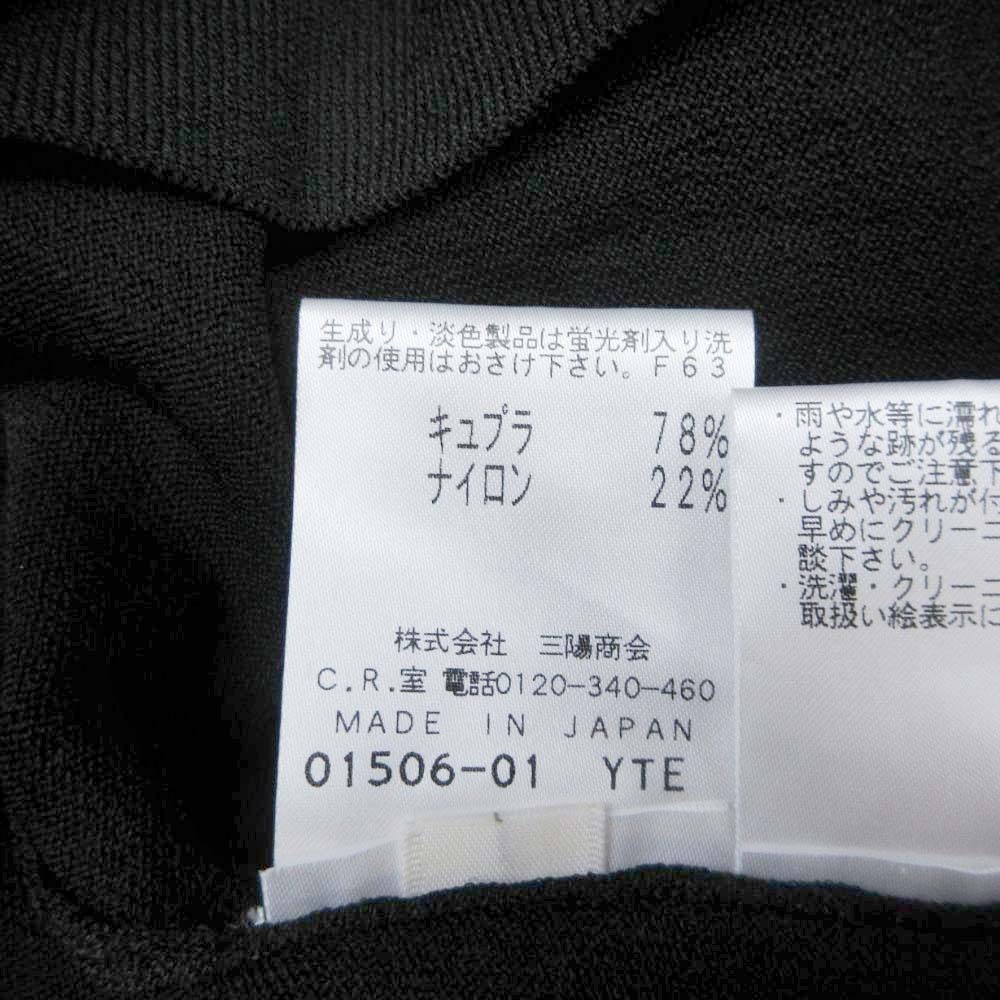 生成り・淡色製品は蛍光剤入り洗
剤の使用はおさけ下さい。F63
キュプラ 78%
ナイロン 22%
株式会社 三陽商会
C.R.室 電話0120-340-460
MADE IN JAPAN
01506-01 YTE
・雨や水等に濡れ
ような跡が残る
すのでご注意下
・しみや汚れが付
早めにクリーニ
談下さい。
・洗濯・クリーニ
取扱い絵表示に